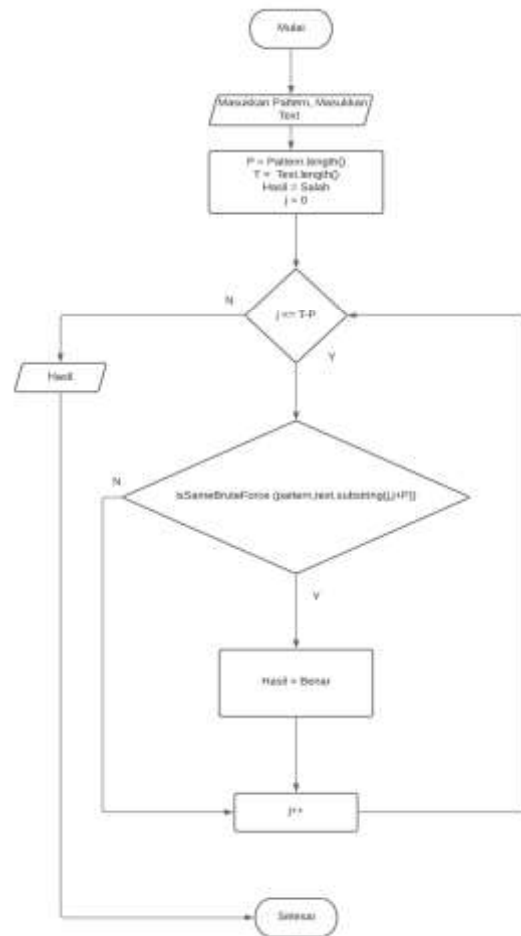 Mulai
Masukkan Pattern, Masukkan
Text
P = Pattern.length()
T = Text.length()
Hasil = Salah
j = 0
N
j <= T-P
Y
Hasil
N
isSameBruteForce (pattern,text.substring(j,j+P))
Y
Hasil = Benar
j++
Selesai